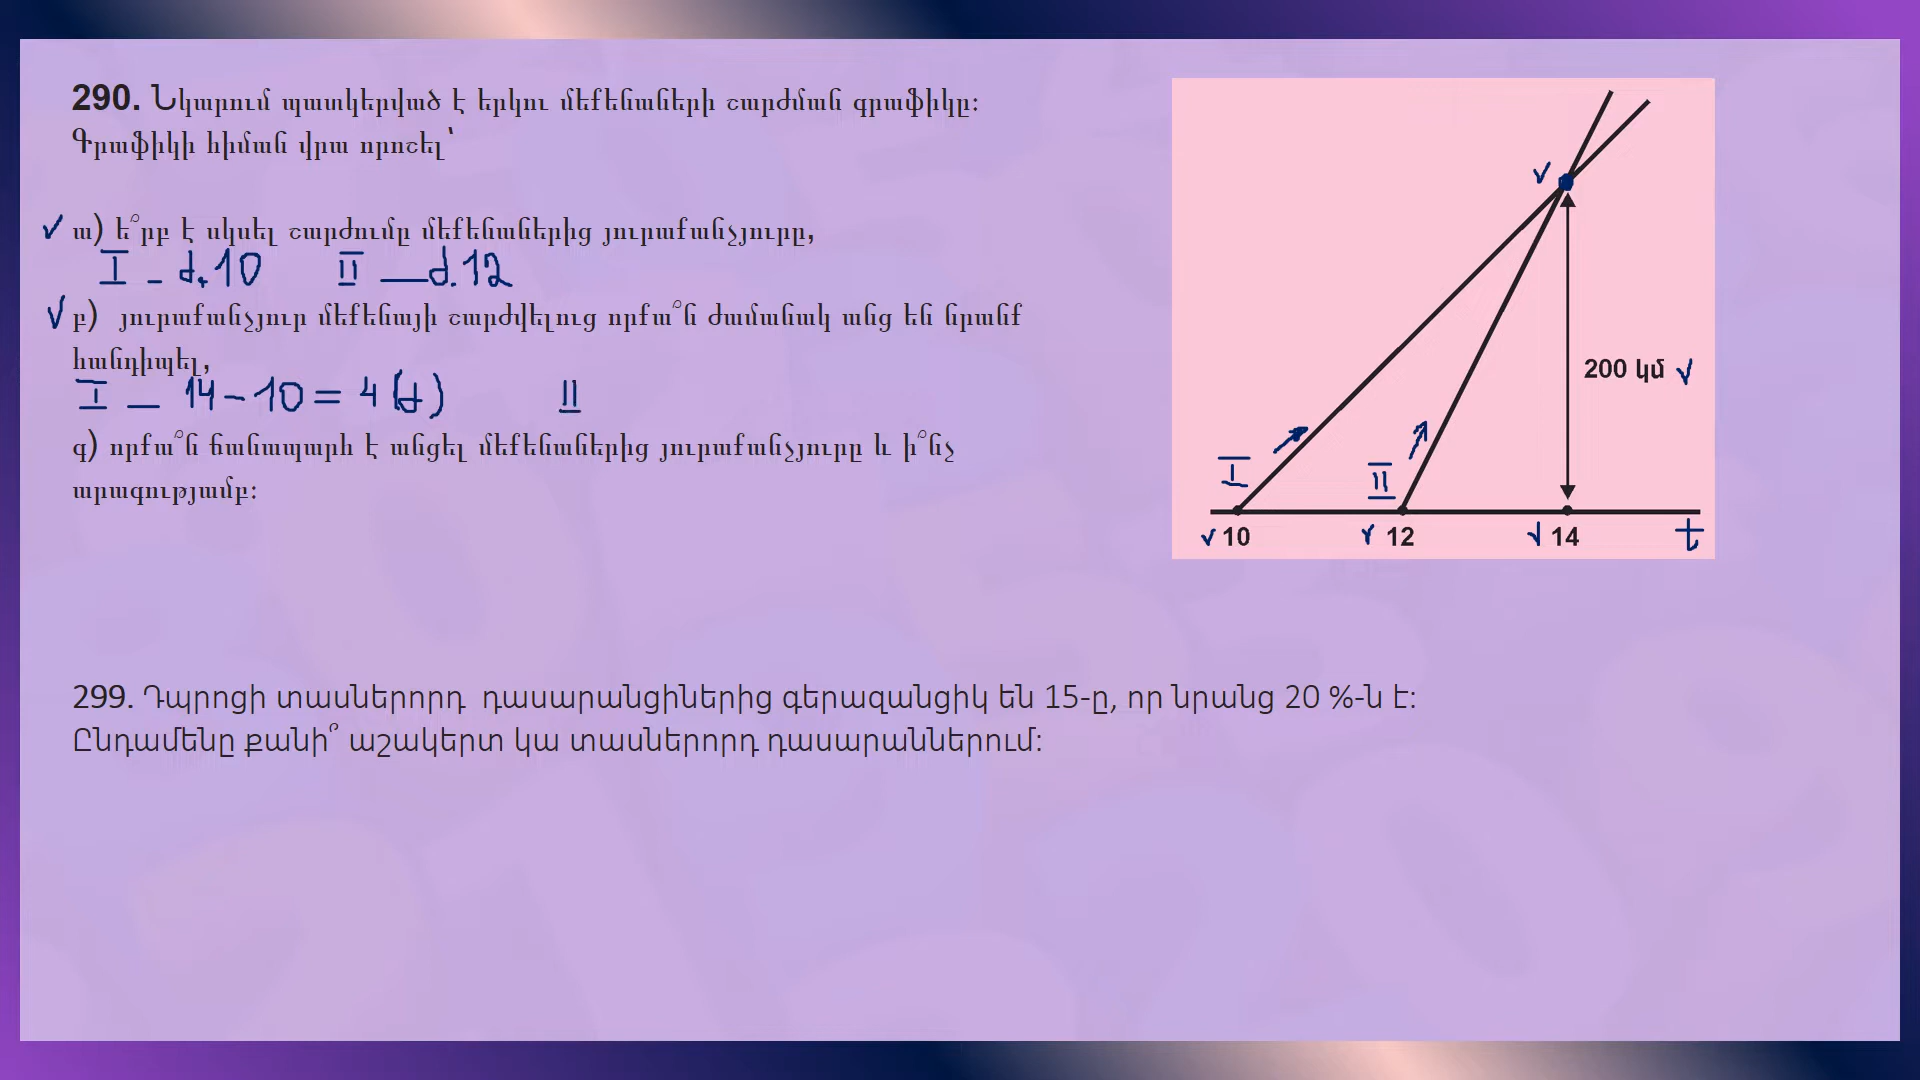 290. Նկարում պատկերված է երկու մեքենաների շարժման գրաֆիկը:
Գրաֆիկի հիման վրա որոշել՝
ա) ե՞րբ է սկսել շարժումը մեքենաներից յուրաքանչյուրը,
I – ժ.10 II — ժ.12
բ) յուրաքանչյուր մեքենայի շարժվելուց որքա՞ն ժամանակ անց են նրանք
հանդիպել,
I – 14 – 10 = 4 (ժ) II
գ) որքա՞ն ճանապարհ է անցել մեքենաներից յուրաքանչյուրը և ի՞նչ
արագությամբ:
200 կմ
I II
10 12 14 t
299. Դպրոցի տասներորդ դասարանցիներից գերազանցիկ են 15-ը, որ նրանց 20 %-ն է:
Ընդամենը քանի՞ աշակերտ կա տասներորդ դասարաններում: